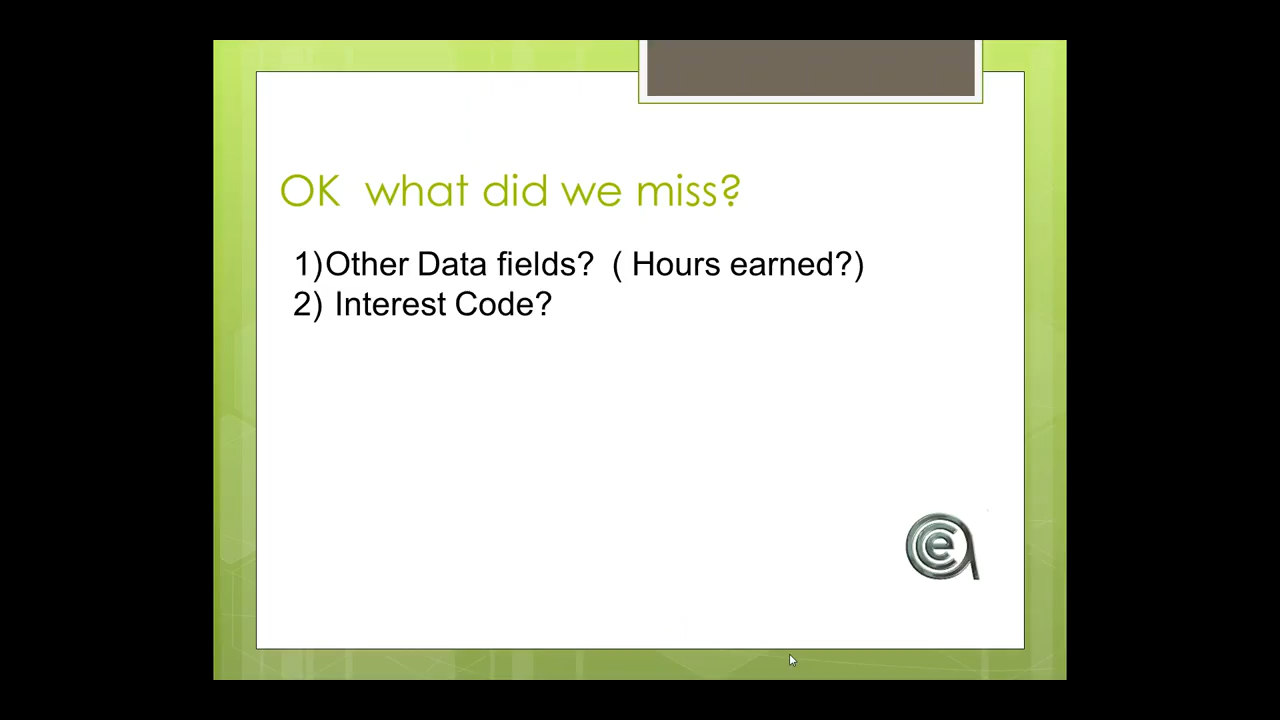 OK  what did we miss?
1)Other Data fields?  ( Hours earned?)
2) Interest Code?
e